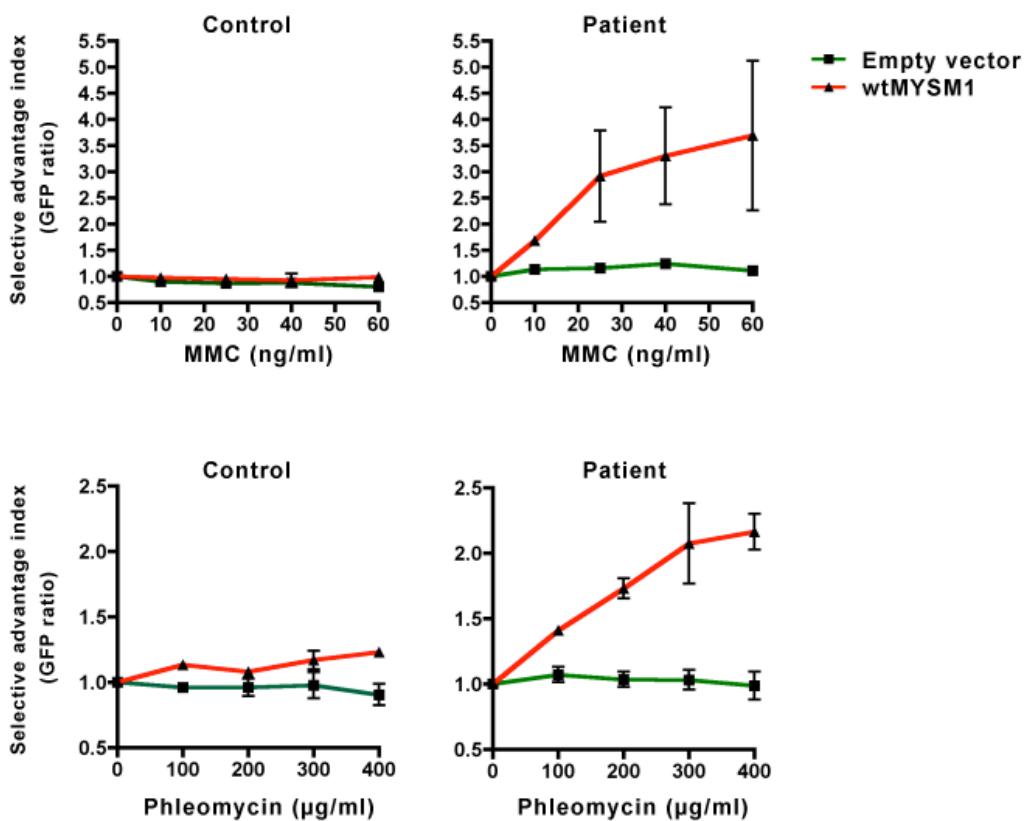 Control
Patient
Empty vector
wtMYSM1
Selective advantage index
(GFP ratio)
5.5
5.0
4.5
4.0
3.5
3.0
2.5
2.0
1.5
1.0
0.5
0 10 20 30 40 50 60
MMC (ng/ml)
5.5
5.0
4.5
4.0
3.5
3.0
2.5
2.0
1.5
1.0
0.5
0 10 20 30 40 50 60
MMC (ng/ml)
Control
Patient
Selective advantage index
(GFP ratio)
2.5
2.0
1.5
1.0
0.5
0 100 200 300 400
Phleomycin (µg/ml)
2.5
2.0
1.5
1.0
0.5
0 100 200 300 400
Phleomycin (µg/ml)